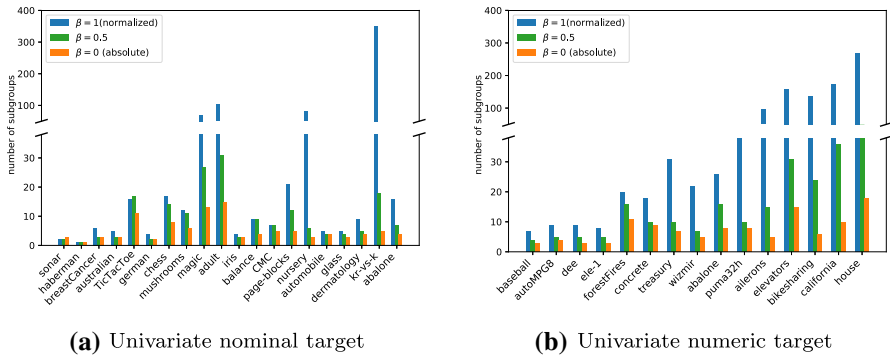 400
300
200
100
30
20
10
0
number of subgroups
β = 1(normalized)
β = 0.5
β = 0 (absolute)
sonar
haberman
breastCancer
australian
TicTacToe
german
chess
mushrooms
magic
adult
iris
balance
CMC
page-blocks
nursery
automobile
glass
dermatology
kr-vs-k
abalone
(a) Univariate nominal target
400
300
200
100
30
20
10
0
number of subgroups
β = 1(normalized)
β = 0.5
β = 0 (absolute)
baseball
autoMPG8
dee
ele-1
forestFires
concrete
treasury
wizmir
abalone
puma32h
ailerons
elevators
bikesharing
california
house
(b) Univariate numeric target